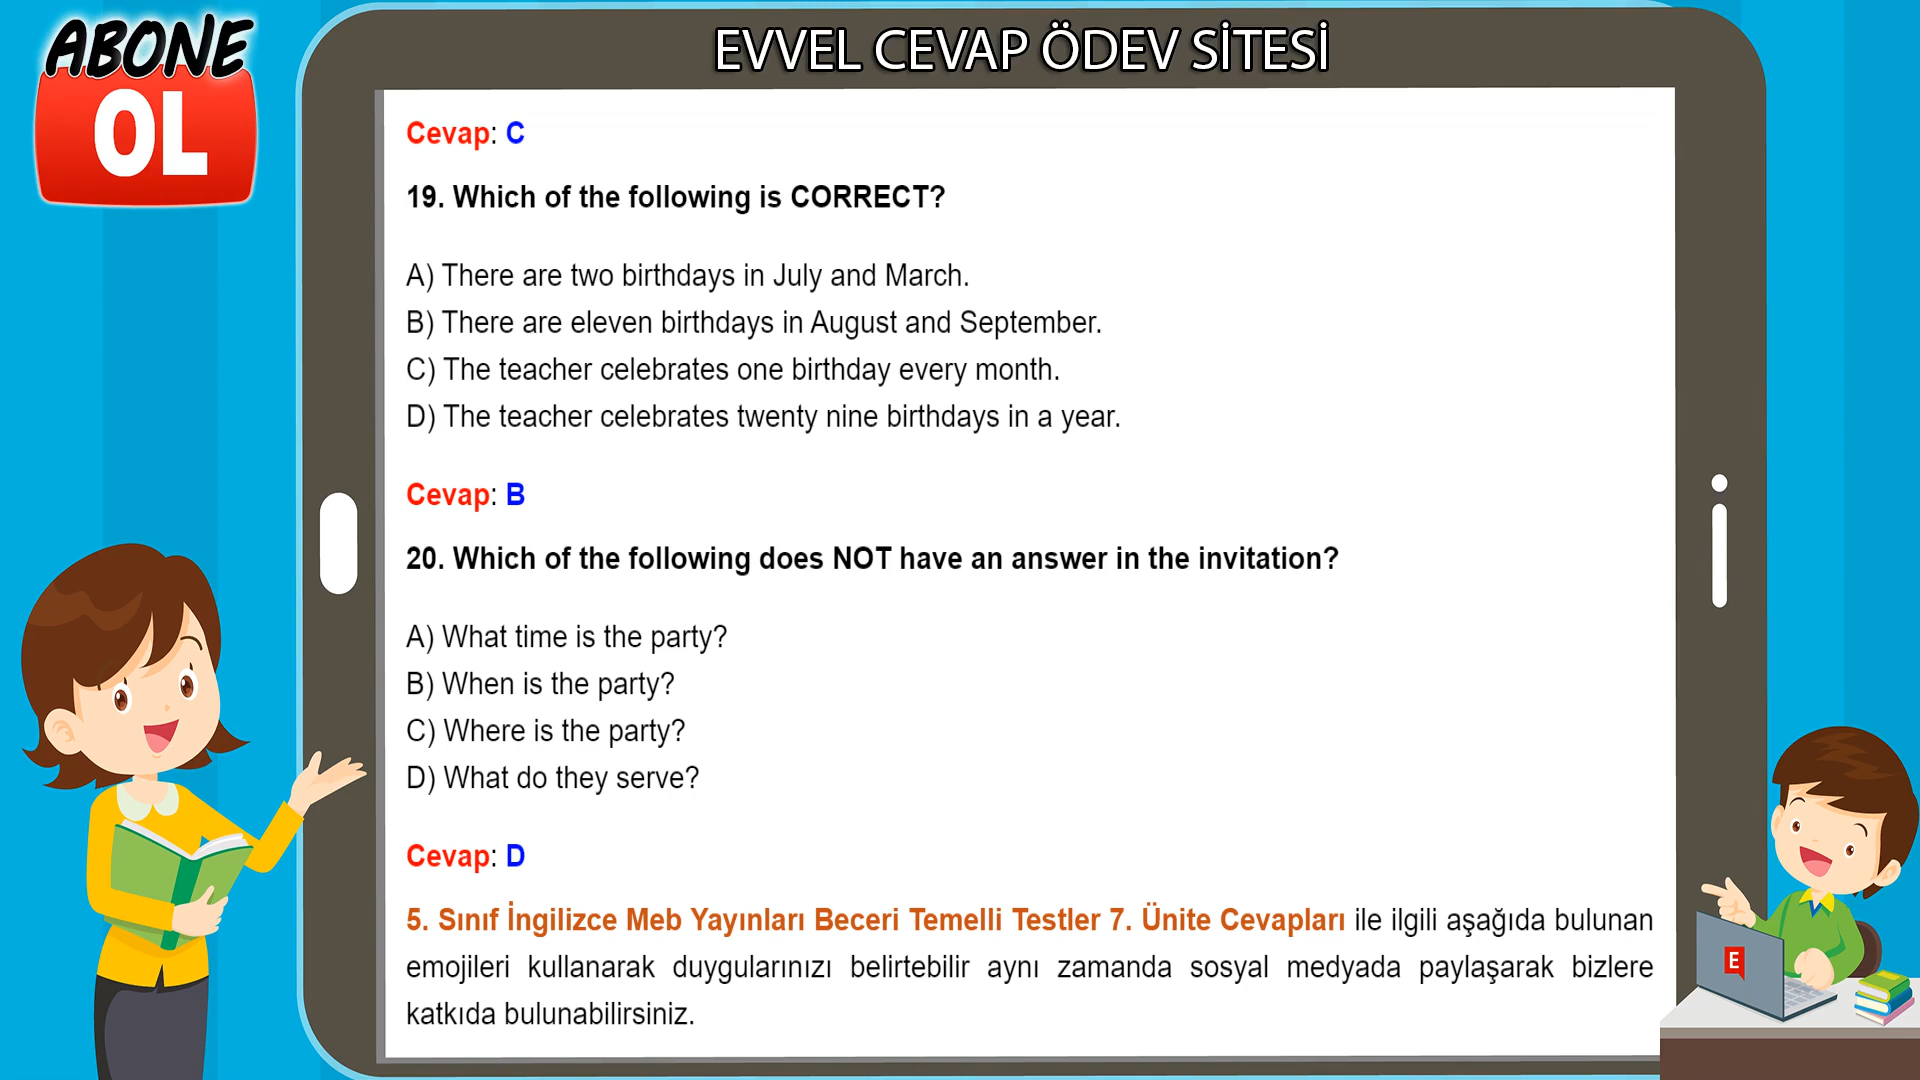 ABONE
OL
EVVEL CEVAP ÖDEV SİTESİ
Cevap: C
19. Which of the following is CORRECT?
A) There are two birthdays in July and March.
B) There are eleven birthdays in August and September.
C) The teacher celebrates one birthday every month.
D) The teacher celebrates twenty nine birthdays in a year.
Cevap: B
20. Which of the following does NOT have an answer in the invitation?
A) What time is the party?
B) When is the party?
C) Where is the party?
D) What do they serve?
Cevap: D
5. Sınıf İngilizce Meb Yayınları Beceri Temelli Testler 7. Ünite Cevapları ile ilgili aşağıda bulunan
emojileri kullanarak duygularınızı belirtebilir aynı zamanda sosyal medyada paylaşarak bizlere
katkıda bulunabilirsiniz.
E